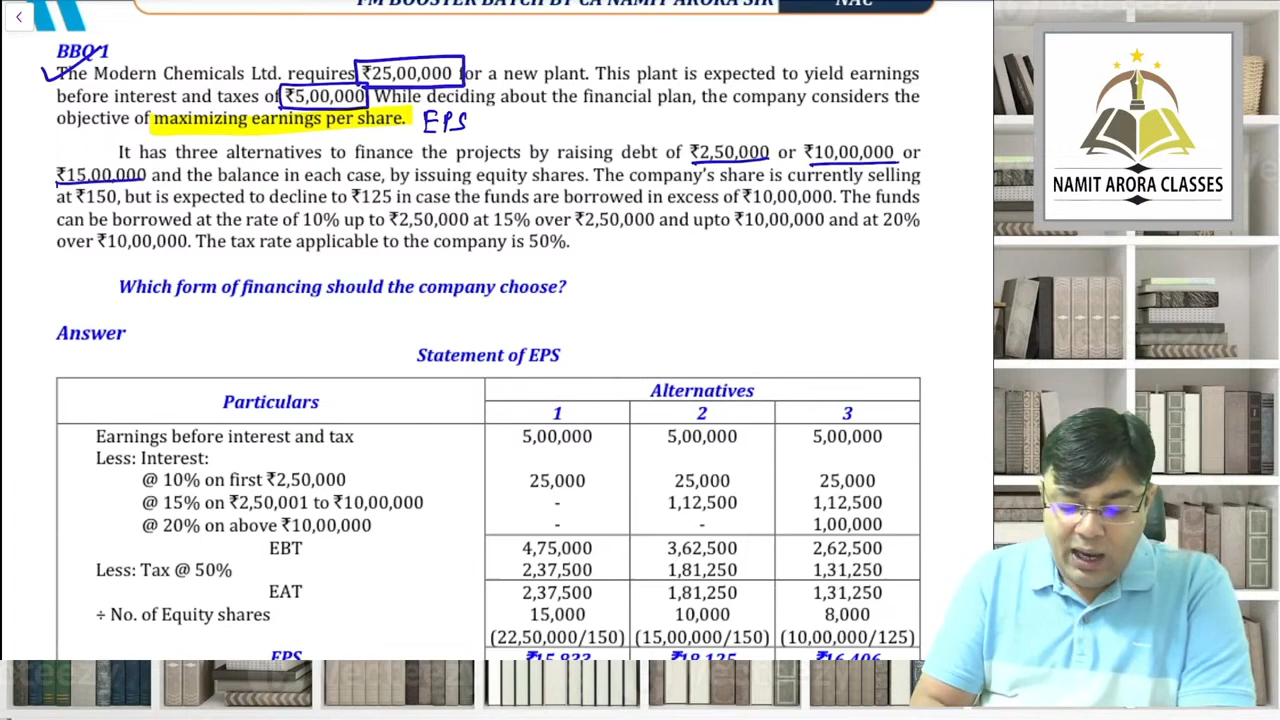 FM BOOSTER BATCH BY CA NAMIT ARORA SIR
NAC
BBQ 1
The Modern Chemicals Ltd. requires ₹25,00,000 for a new plant. This plant is expected to yield earnings
before interest and taxes of ₹5,00,000. While deciding about the financial plan, the company considers the
objective of maximizing earnings per share. EPS
It has three alternatives to finance the projects by raising debt of ₹2,50,000 or ₹10,00,000 or
₹15,00,000 and the balance in each case, by issuing equity shares. The company's share is currently selling
at ₹150, but is expected to decline to ₹125 in case the funds are borrowed in excess of ₹10,00,000. The funds
can be borrowed at the rate of 10% up to ₹2,50,000 at 15% over ₹2,50,000 and upto ₹10,00,000 and at 20%
over ₹10,00,000. The tax rate applicable to the company is 50%.
Which form of financing should the company choose?
Answer
Statement of EPS
Particulars Alternatives
1 2 3
Earnings before interest and tax 5,00,000 5,00,000 5,00,000
Less: Interest:
@ 10% on first ₹2,50,000 25,000 25,000 25,000
@ 15% on ₹2,50,001 to ₹10,00,000 - 1,12,500 1,12,500
@ 20% on above ₹10,00,000 - - 1,00,000
EBT 4,75,000 3,62,500 2,62,500
Less: Tax @ 50% 2,37,500 1,81,250 1,31,250
EAT 2,37,500 1,81,250 1,31,250
÷ No. of Equity shares 15,000 10,000 8,000
(22,50,000/150) (15,00,000/150) (10,00,000/125)
EPS ₹15.833 ₹18.125 ₹16.406
NAMIT ARORA CLASSES